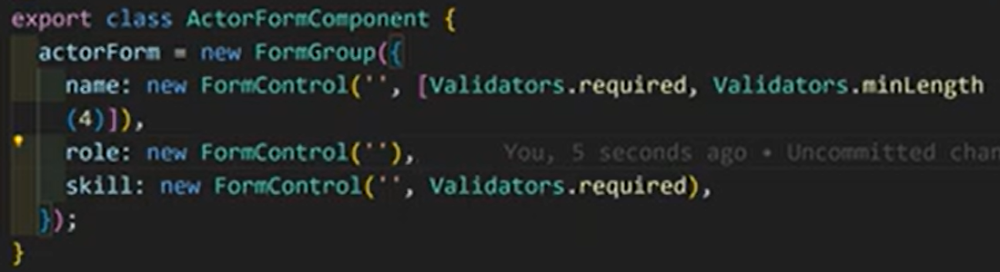 export class ActorFormComponent {
actorForm = new FormGroup({
name: new FormControl('', [Validators.required, Validators.minLength
(4)]),
role: new FormControl(''), You, 5 seconds ago • Uncommitted
skill: new FormControl('', Validators.required),
});
}